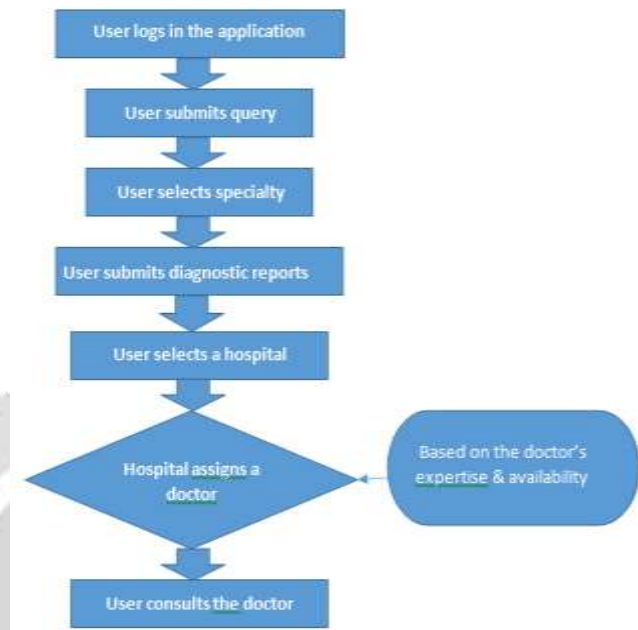 User logs in the application
User submits query
User selects specialty
User submits diagnostic reports
User selects a hospital
Hospital assigns a
doctor
Based on the doctor's
expertise & availability
User consults the doctor